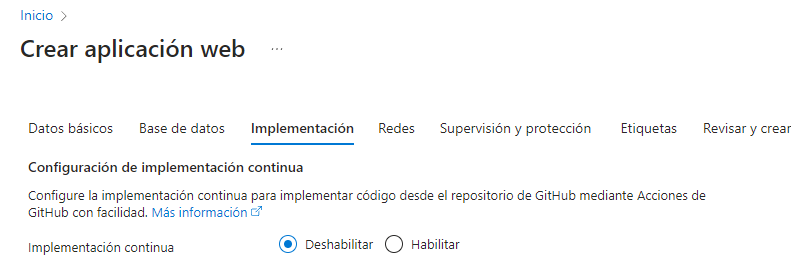 Inicio
Crear aplicación web ...
Datos básicos Base de datos Implementación Redes Supervisión y protección Etiquetas Revisar y crear
Configuración de implementación continua
Configure la implementación continua para implementar código desde el repositorio de GitHub mediante Acciones de
GitHub con facilidad. Más información
Implementación continua Deshabilitar Habilitar